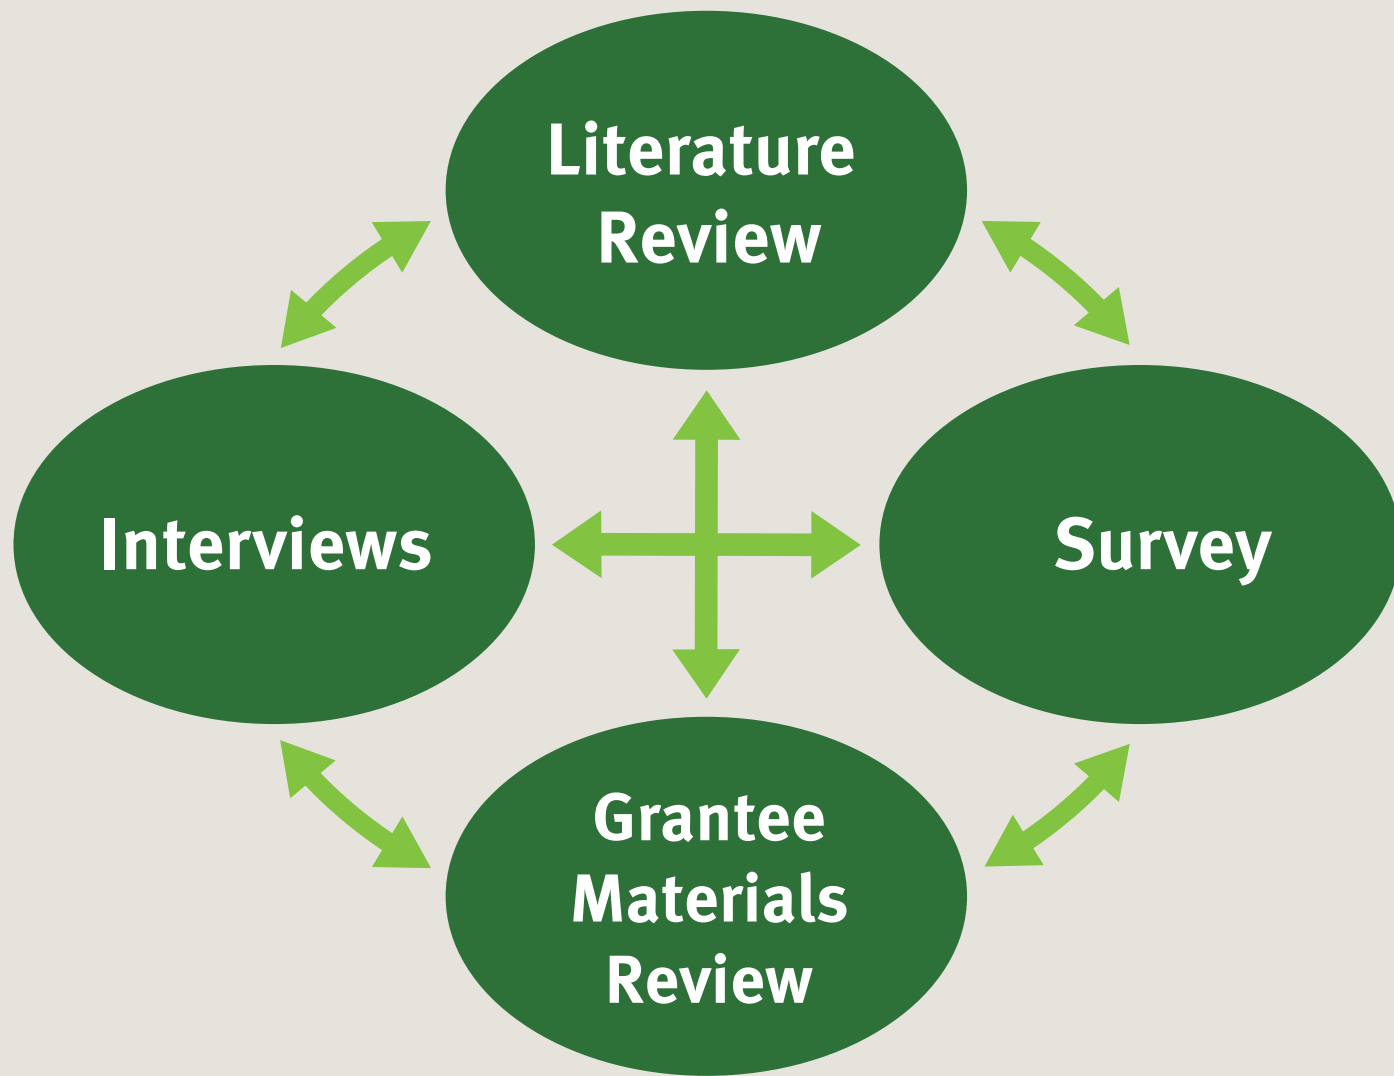 Literature
Review
Interviews
Survey
Grantee
Materials
Review